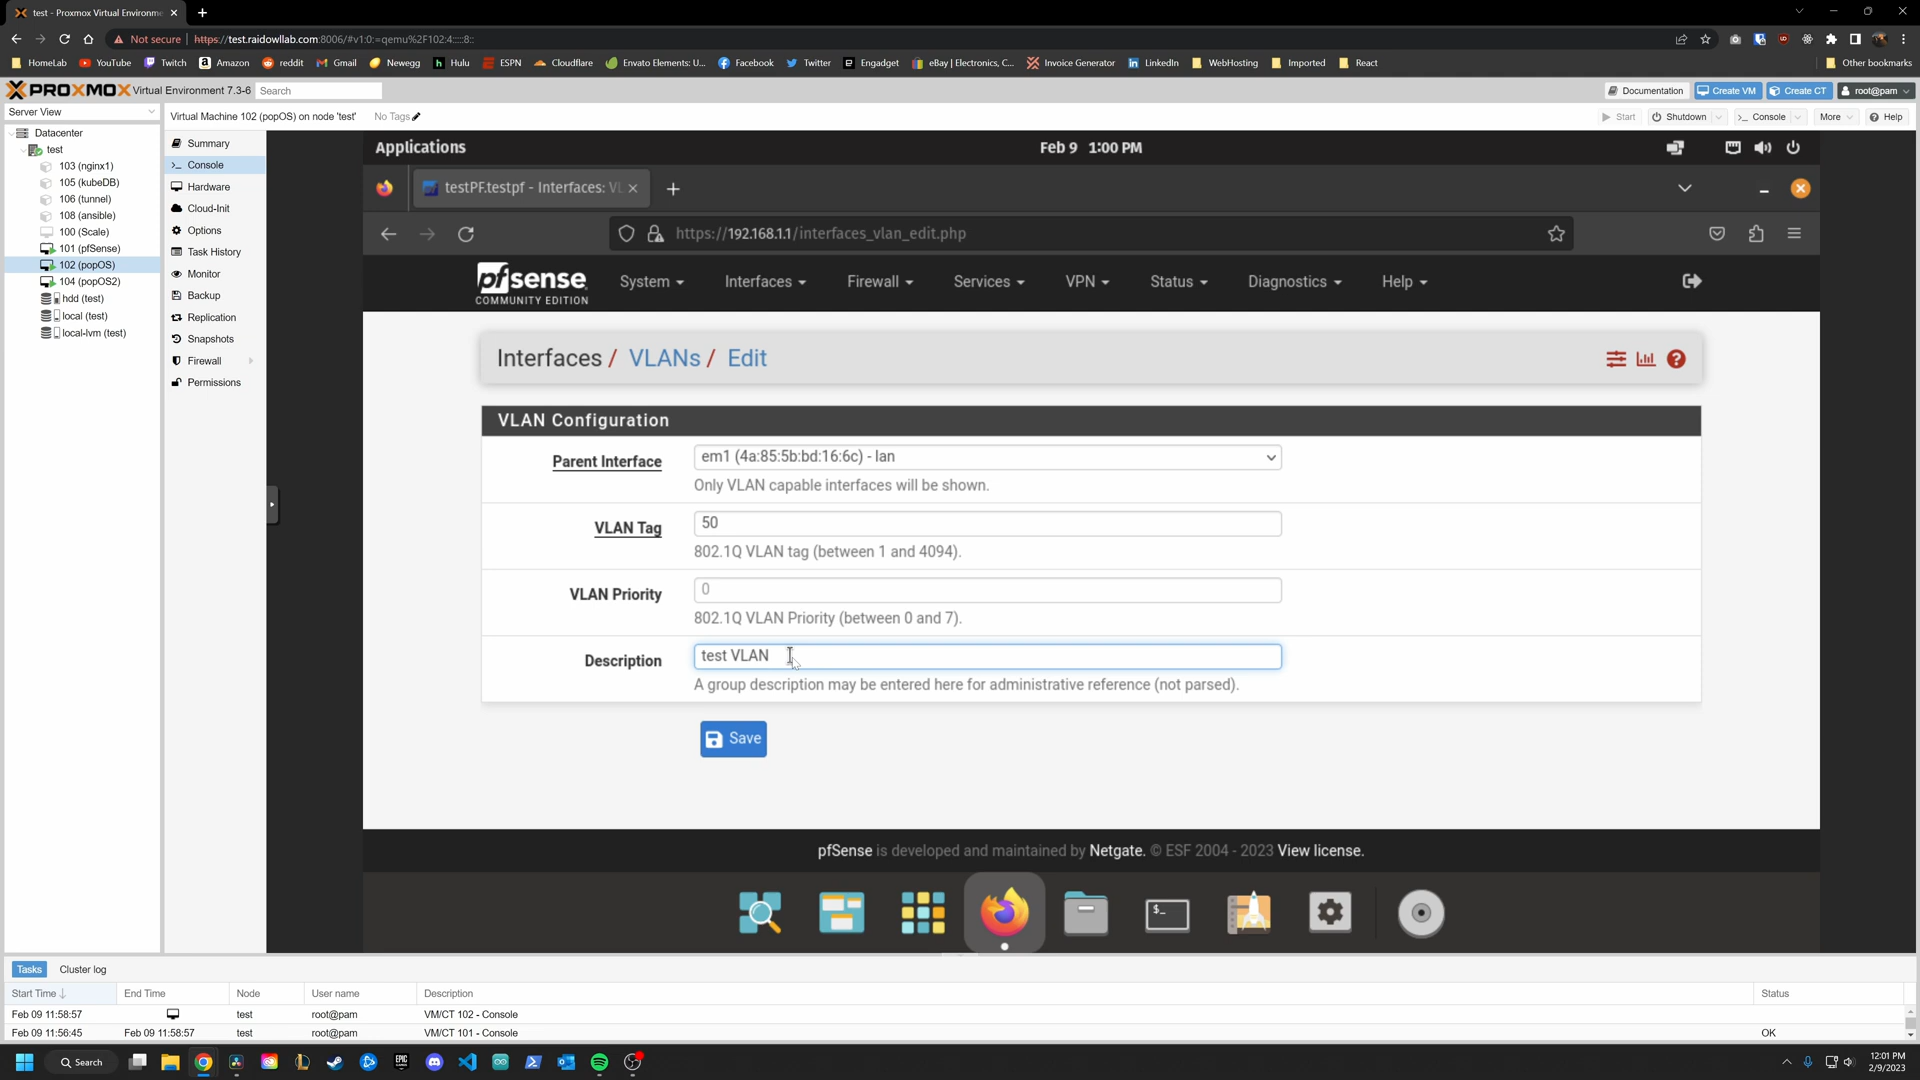 test - Proxmox Virtual Environme
Not secure
https://test.raidowllab.com:8006/#v1:0:=qemu%2F102:4:::::8::
HomeLab
YouTube
Twitch
Amazon
reddit
Gmail
Newegg
Hulu
ESPN
Cloudflare
Envato Elements: U...
Facebook
Twitter
Engadget
eBay | Electronics, C...
Invoice Generator
LinkedIn
WebHosting
Imported
React
Other bookmarks
PROXMOX Virtual Environment 7.3-6
Search
Documentation
Create VM
Create CT
root@pam
Server View
Virtual Machine 102 (popOS) on node 'test'
No Tags
Start
Shutdown
Console
More
Help
Datacenter
test
103 (nginx1)
105 (kubeDB)
106 (tunnel)
108 (ansible)
100 (Scale)
101 (pfSense)
102 (popOS)
104 (popOS2)
hdd (test)
local (test)
local-lvm (test)
Summary
Console
Hardware
Cloud-Init
Options
Task History
Monitor
Backup
Replication
Snapshots
Firewall
Permissions
Applications
Feb 9 1:00 PM
testPF.testpf - Interfaces: VL
https://192.168.1.1/interfaces_vlan_edit.php
pfsense
COMMUNITY EDITION
System
Interfaces
Firewall
Services
VPN
Status
Diagnostics
Help
Interfaces / VLANs / Edit
VLAN Configuration
Parent Interface
em1 (4a:85:5b:bd:16:6c) - lan
Only VLAN capable interfaces will be shown.
VLAN Tag
50
802.1Q VLAN tag (between 1 and 4094).
VLAN Priority
0
802.1Q VLAN Priority (between 0 and 7).
Description
test VLAN
A group description may be entered here for administrative reference (not parsed).
Save
pfSense is developed and maintained by Netgate. © ESF 2004 - 2023 View license.
Tasks
Cluster log
Start Time
End Time
Node
User name
Description
Status
Feb 09 11:58:57
test
root@pam
VM/CT 102 - Console
Feb 09 11:56:45
Feb 09 11:58:57
test
root@pam
VM/CT 101 - Console
OK
Search
EPIC
12:01 PM
2/9/2023